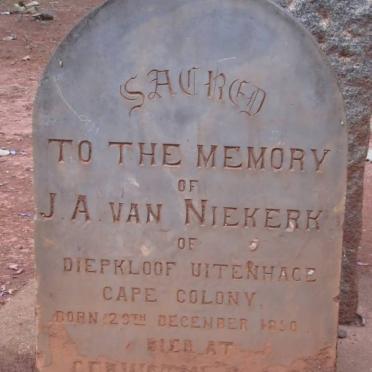 SACRED
TO THE MEMORY
OF
J.A. VAN NIEKERK
OF
DIEPKLOOF UITENHAGE
CAPE COLONY.
BORN 29TH DECEMBER
DIED AT